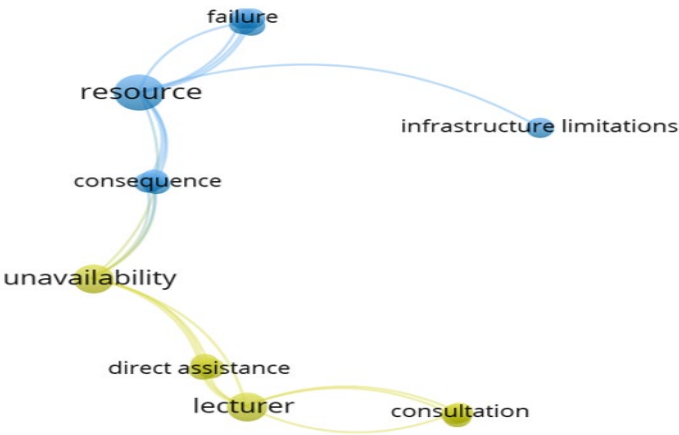 failure
resource
infrastructure limitations
consequence
unavailability
direct assistance
lecturer
consultation